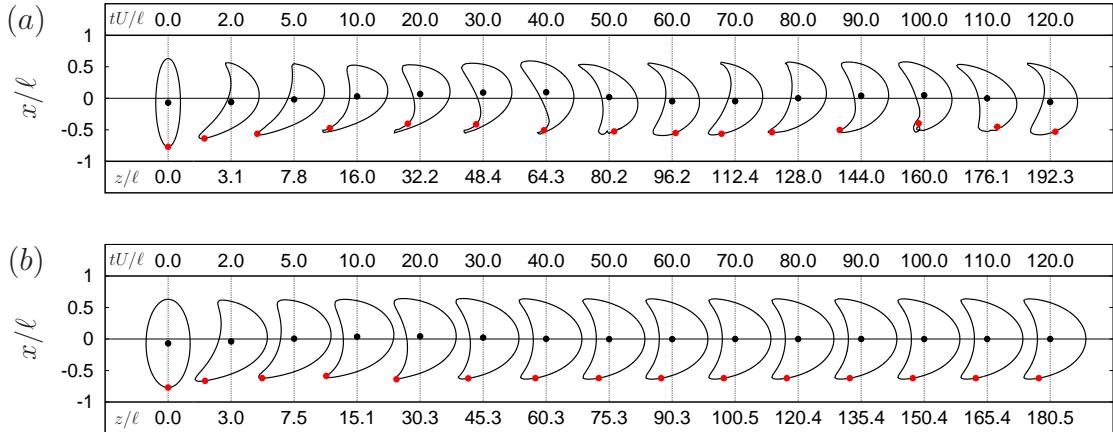 (a)
tU/ℓ 0.0 2.0 5.0 10.0 20.0 30.0 40.0 50.0 60.0 70.0 80.0 90.0 100.0 110.0 120.0
1
0.5
x/ℓ
0
-0.5
-1
z/ℓ 0.0 3.1 7.8 16.0 32.2 48.4 64.3 80.2 96.2 112.4 128.0 144.0 160.0 176.1 192.3
(b)
tU/ℓ 0.0 2.0 5.0 10.0 20.0 30.0 40.0 50.0 60.0 70.0 80.0 90.0 100.0 110.0 120.0
1
0.5
x/ℓ
0
-0.5
-1
z/ℓ 0.0 3.0 7.5 15.1 30.3 45.3 60.3 75.3 90.3 100.5 120.4 135.4 150.4 165.4 180.5